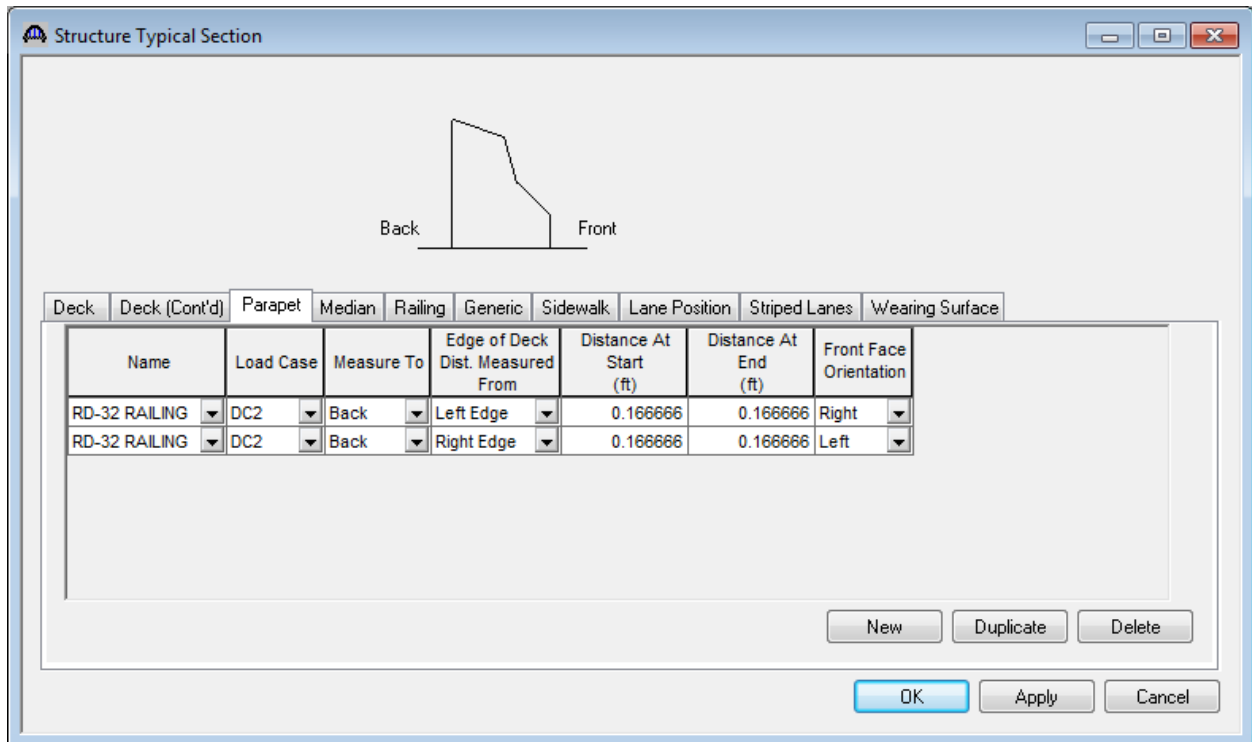 Structure Typical Section
Back Front
Deck Deck (Cont'd) Parapet Median Railing Generic Sidewalk Lane Position Striped Lanes Wearing Surface
Name Load Case Measure To Edge of Deck Dist. Measured From Distance At Start (ft) Distance At End (ft) Front Face Orientation
RD-32 RAILING DC2 Back Left Edge 0.166666 0.166666 Right
RD-32 RAILING DC2 Back Right Edge 0.166666 0.166666 Left
New Duplicate Delete
OK Apply Cancel